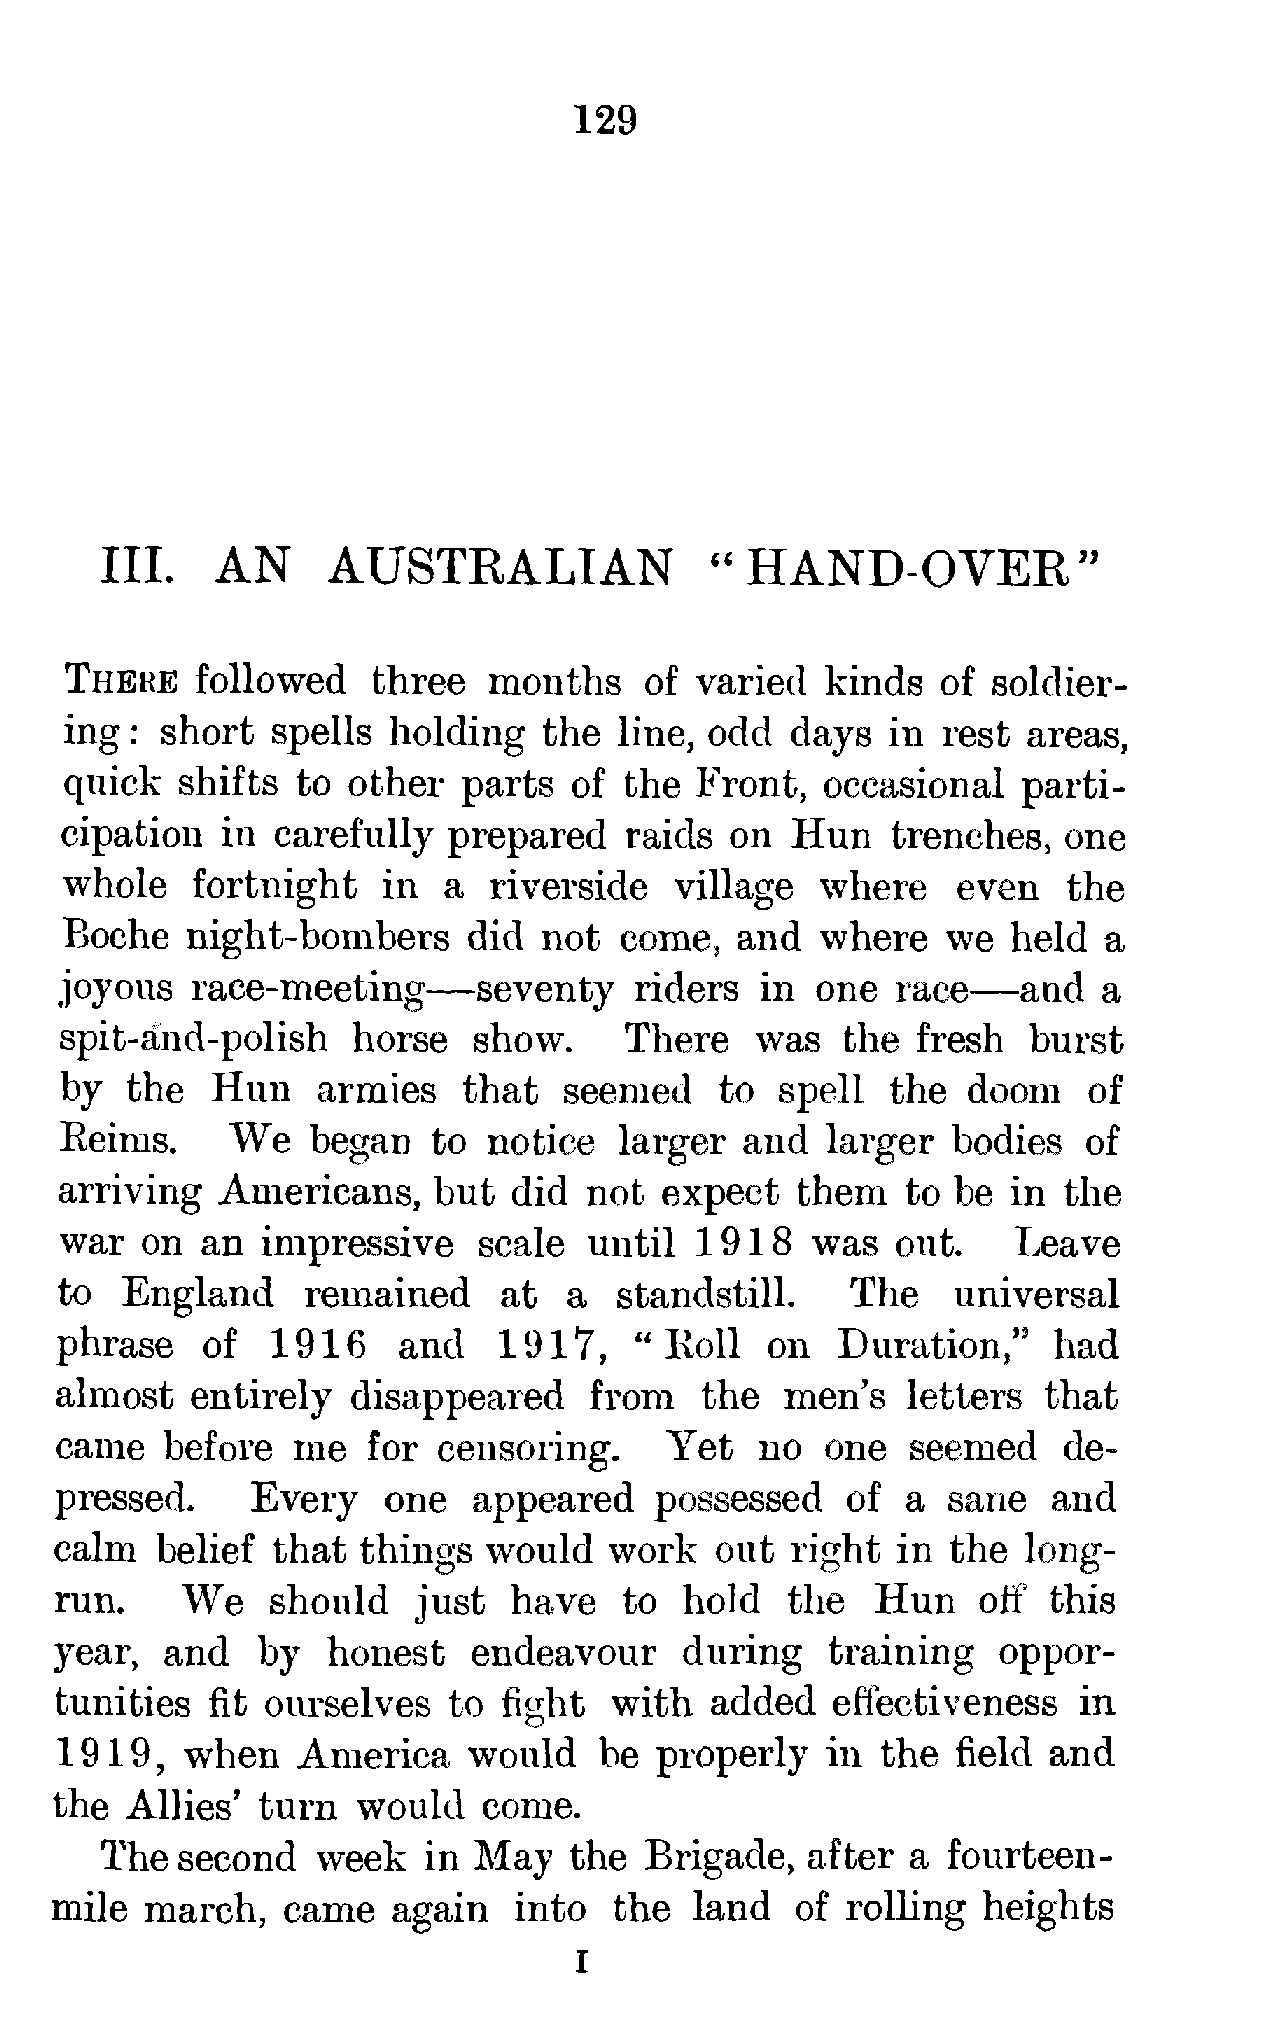 129
III. AN AUSTRALIAN “HAND-OVER”
THERE followed three months of varied kinds of soldier-
ing: short spells holding the line, odd days in rest areas,
quick shifts to other parts of the Front, occasional parti-
cipation in carefully prepared raids on Hun trenches, one
whole fortnight in a riverside village where even the
Boche night-bombers did not come, and where we held a
joyous race-meeting—seventy riders in one race—and a
spit-and-polish horse show. There was the fresh burst
by the Hun armies that seemed to spell the doom of
Reims. We began to notice larger and larger bodies of
arriving Americans, but did not expect them to be in the
war on an impressive scale until 1918 was out. Leave
to England remained at a standstill. The universal
phrase of 1916 and 1917, “Roll on Duration,” had
almost entirely disappeared from the men’s letters that
came before me for censoring. Yet no one seemed de-
pressed. Every one appeared possessed of a sane and
calm belief that things would work out right in the long-
run. We should just have to hold the Hun off this
year, and by honest endeavour during training oppor-
tunities fit ourselves to fight with added effectiveness in
1919, when America would be properly in the field and
the Allies’ turn would come.
The second week in May the Brigade, after a fourteen-
mile march, came again into the land of rolling heights
I